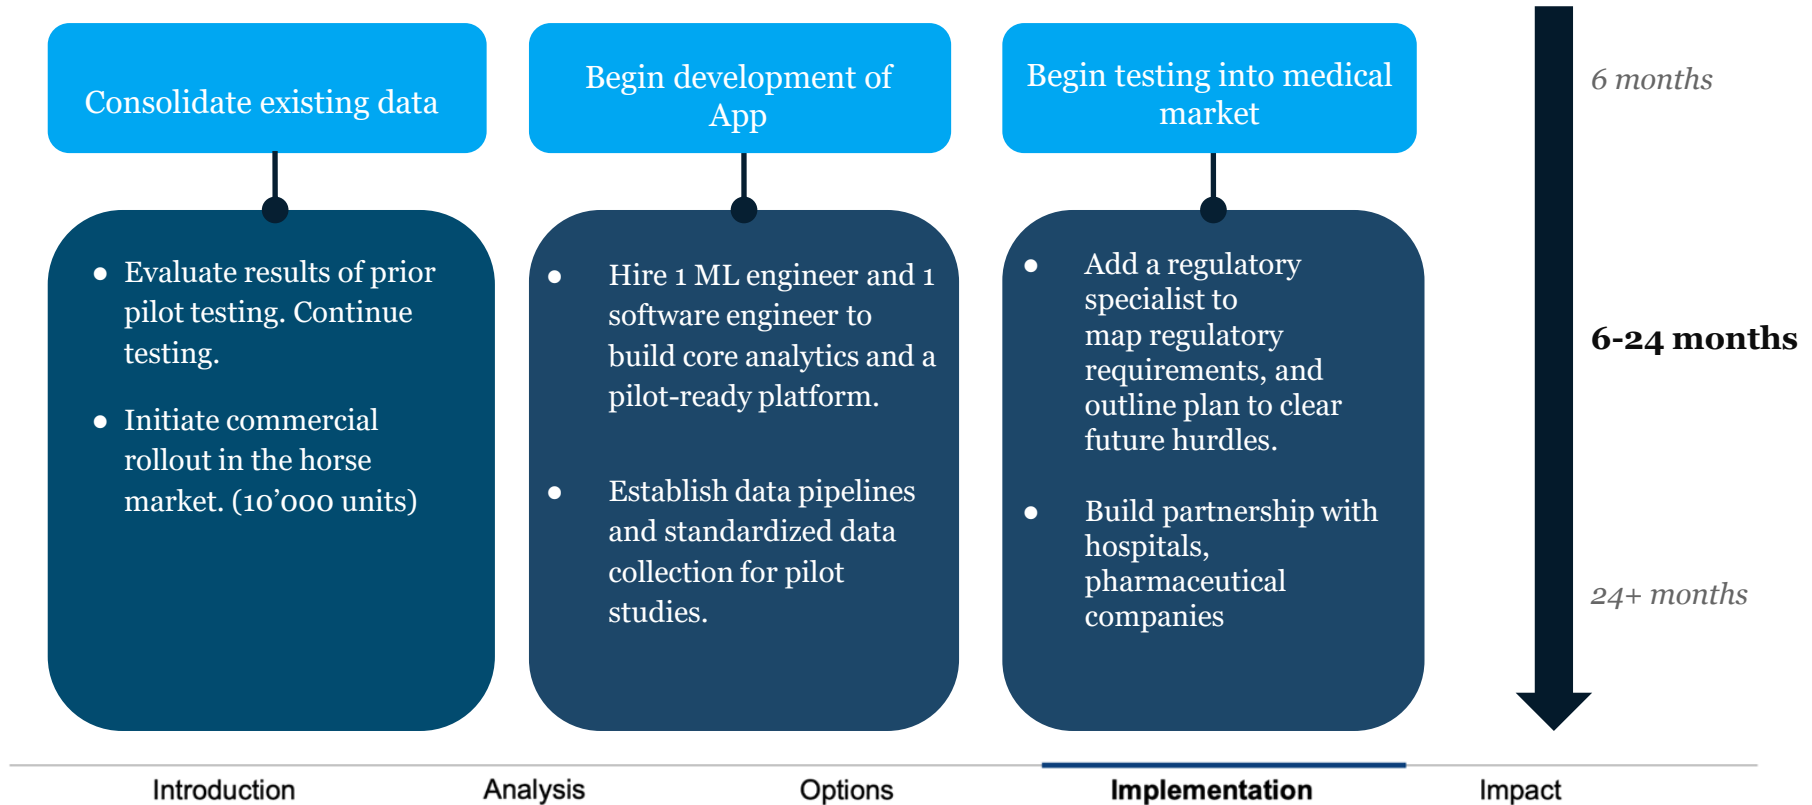 Consolidate existing data
● Evaluate results of prior
pilot testing. Continue
testing.
● Initiate commercial
rollout in the horse
market. (10’000 units)
Begin development of
App
● Hire 1 ML engineer and 1
software engineer to
build core analytics and a
pilot-ready platform.
● Establish data pipelines
and standardized data
collection for pilot
studies.
Begin testing into medical
market
● Add a regulatory
specialist to
map regulatory
requirements, and
outline plan to clear
future hurdles.
● Build partnership with
hospitals,
pharmaceutical
companies
6 months
6-24 months
24+ months
Introduction
Analysis
Options
Implementation
Impact